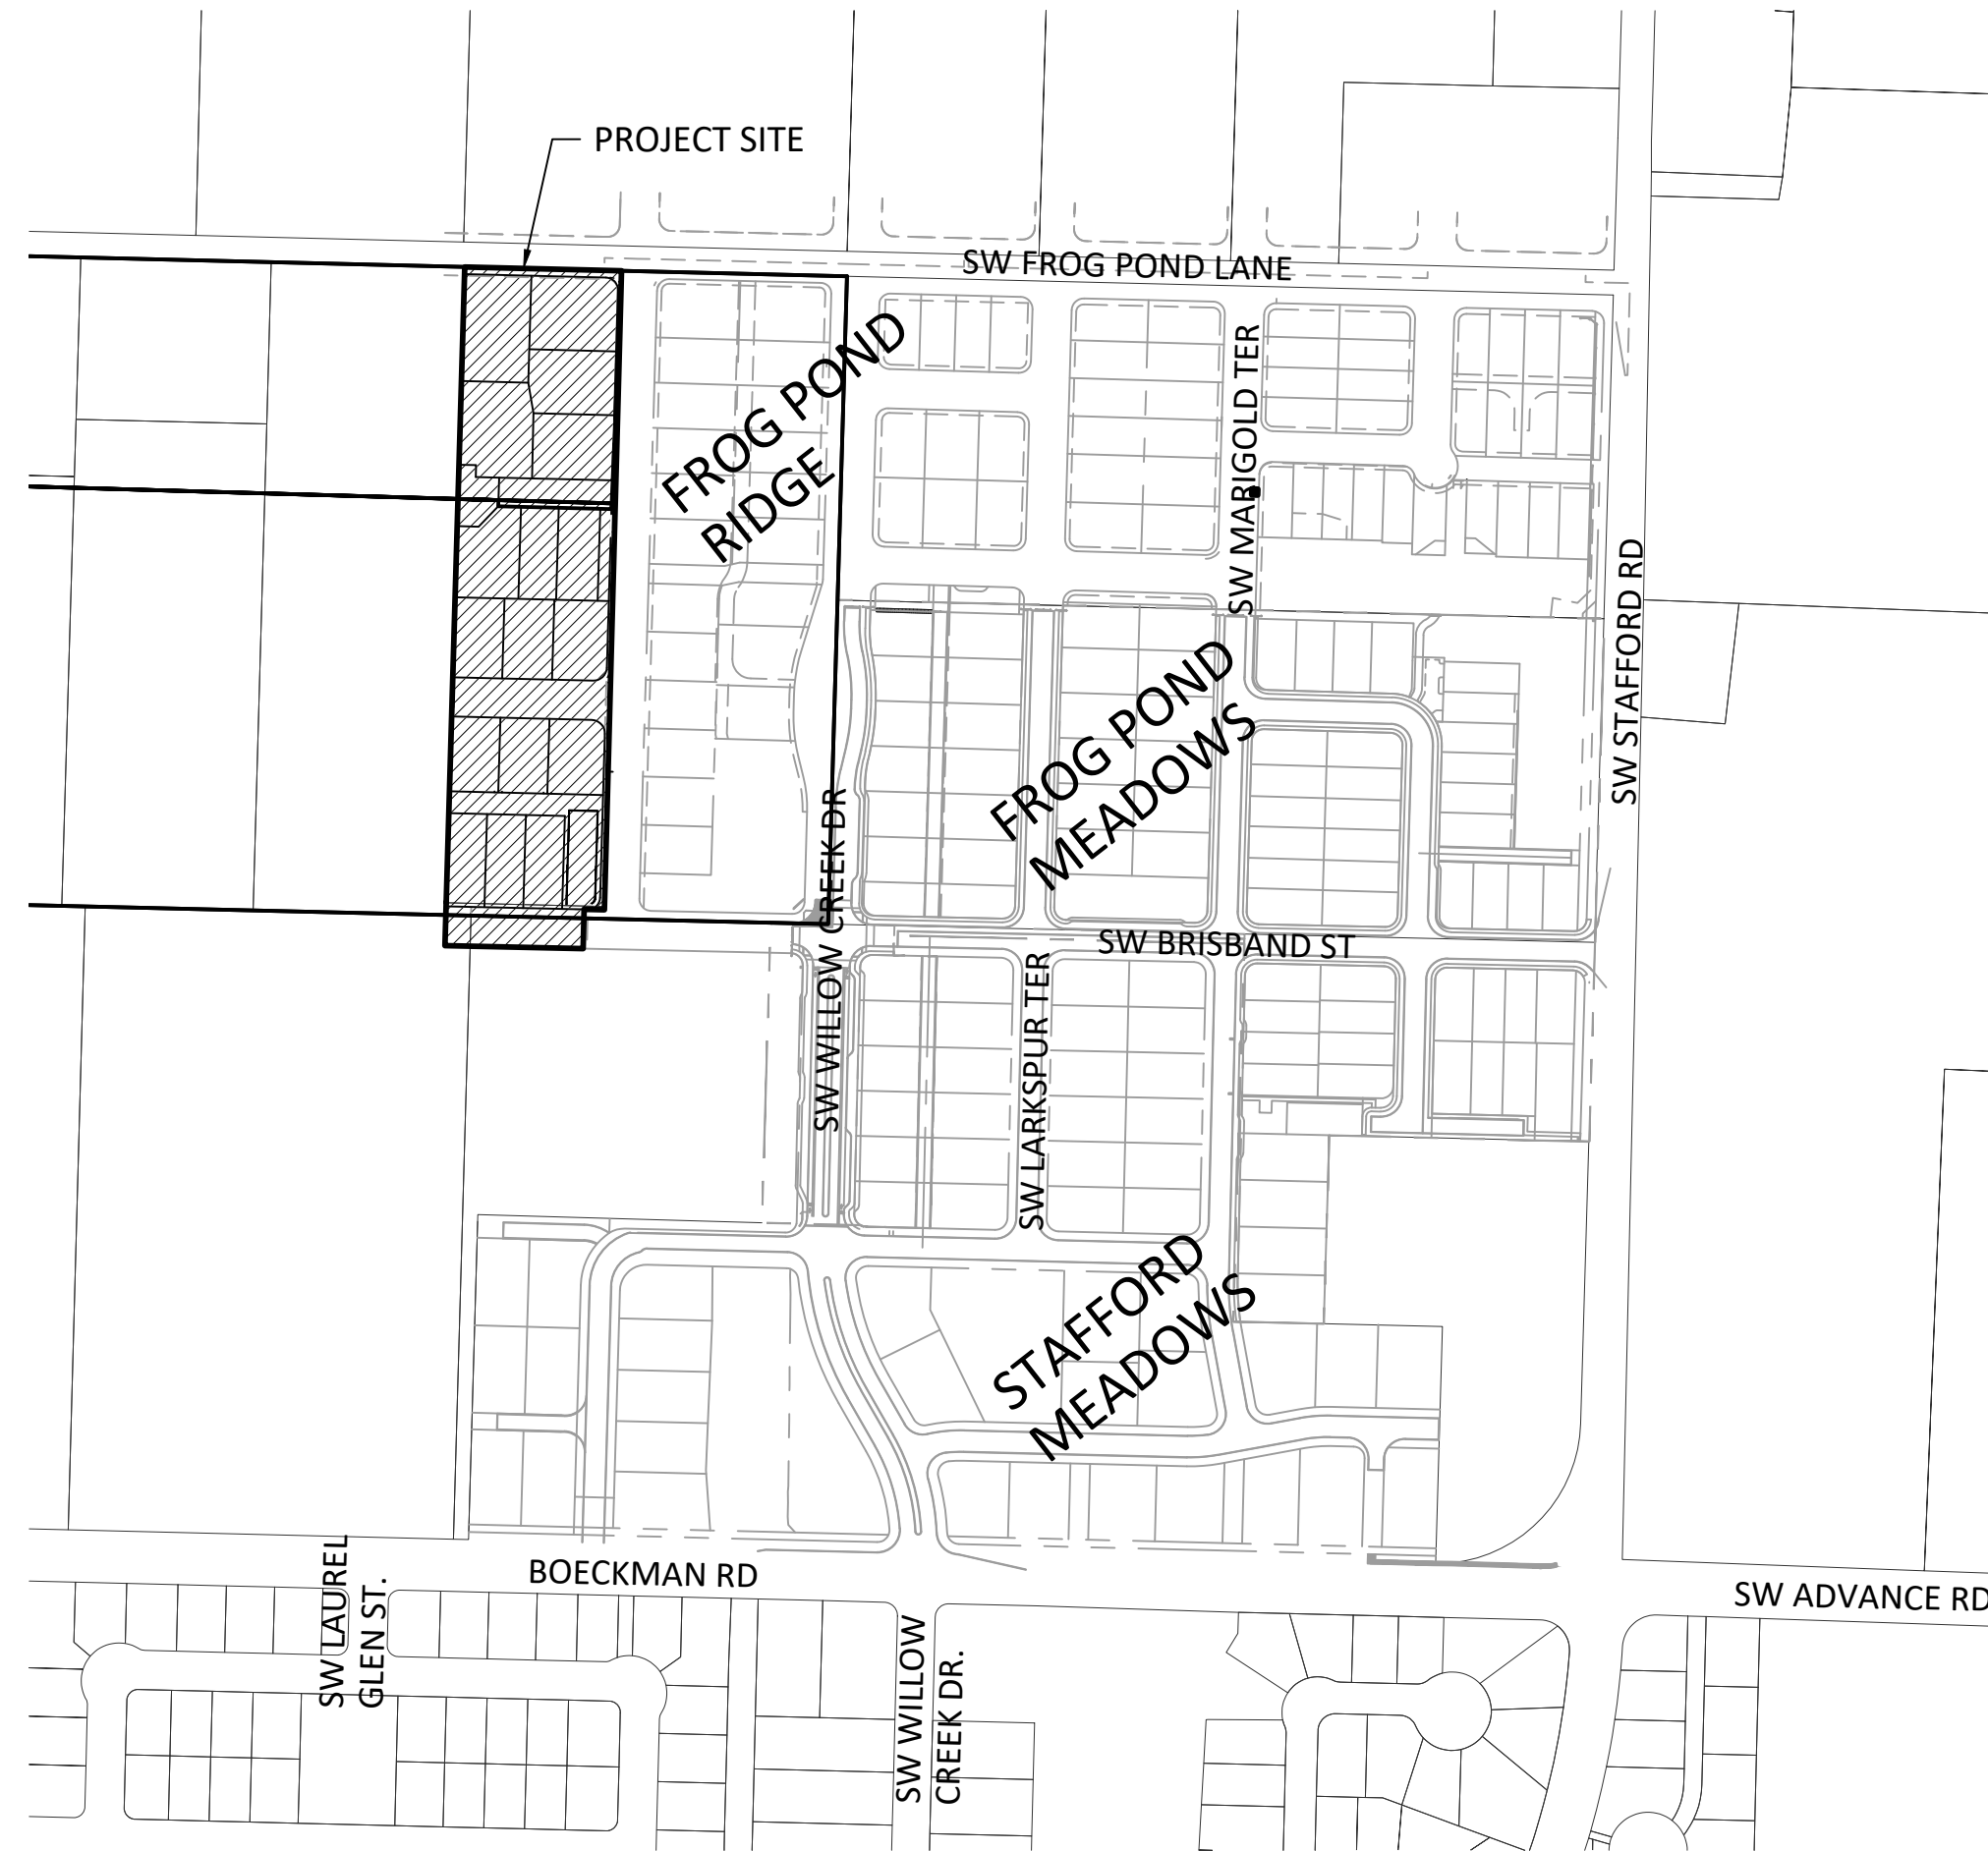 PROJECT SITE
SW FROG POND LANE
FROG POND
RIDGE
SW MARIGOLD TER
SW STAFFORD RD
FROG POND
MEADOWS
SW WILLOW CREEK DR
SW BRISBAND ST
SW LARKSPUR TER
STAFFORD
MEADOWS
BOECKMAN RD
SW ADVANCE RD
SW LAUREL
GLEN ST.
SW WILLOW
CREEK DR.